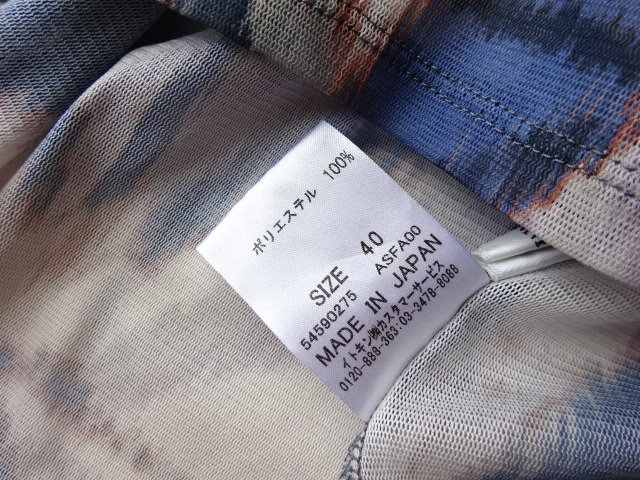 ポリエステル 100%
SIZE 40
54590275 ASFA00
MADE IN JAPAN
イトキン㈱カスタマーサービス
0120-888-363:03-3478-8088